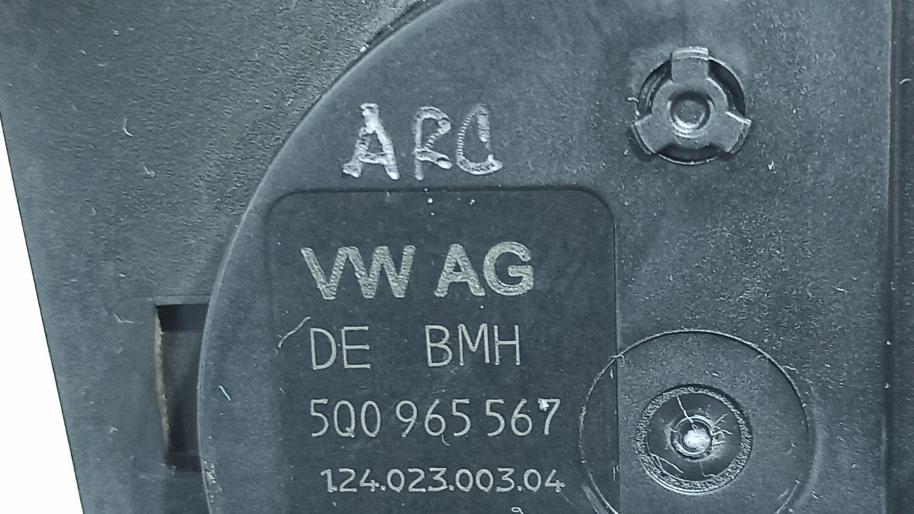 ARC
VW AG
DE BMH
5Q0 965 567
124.023.003.04